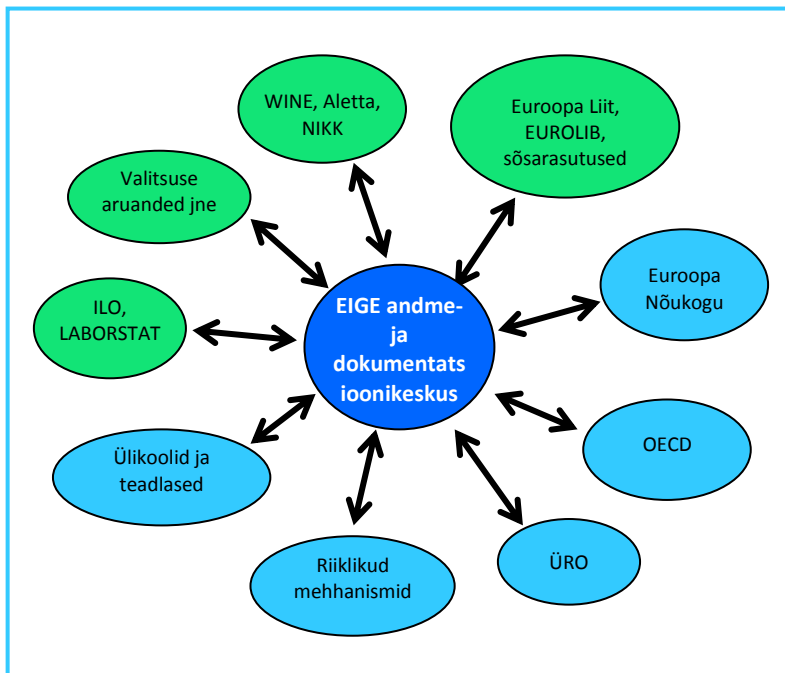 WINE, Aletta,
NIKK
Euroopa Liit,
EUROLIB,
sõsarasutused
Valitsuse
aruanded jne
Euroopa
Nõukogu
EIGE andme-
ja
dokumentats
ioonikeskus
ILO,
LABORSTAT
OECD
Ülikoolid ja
teadlased
ÜRO
Riiklikud
mehhanismid